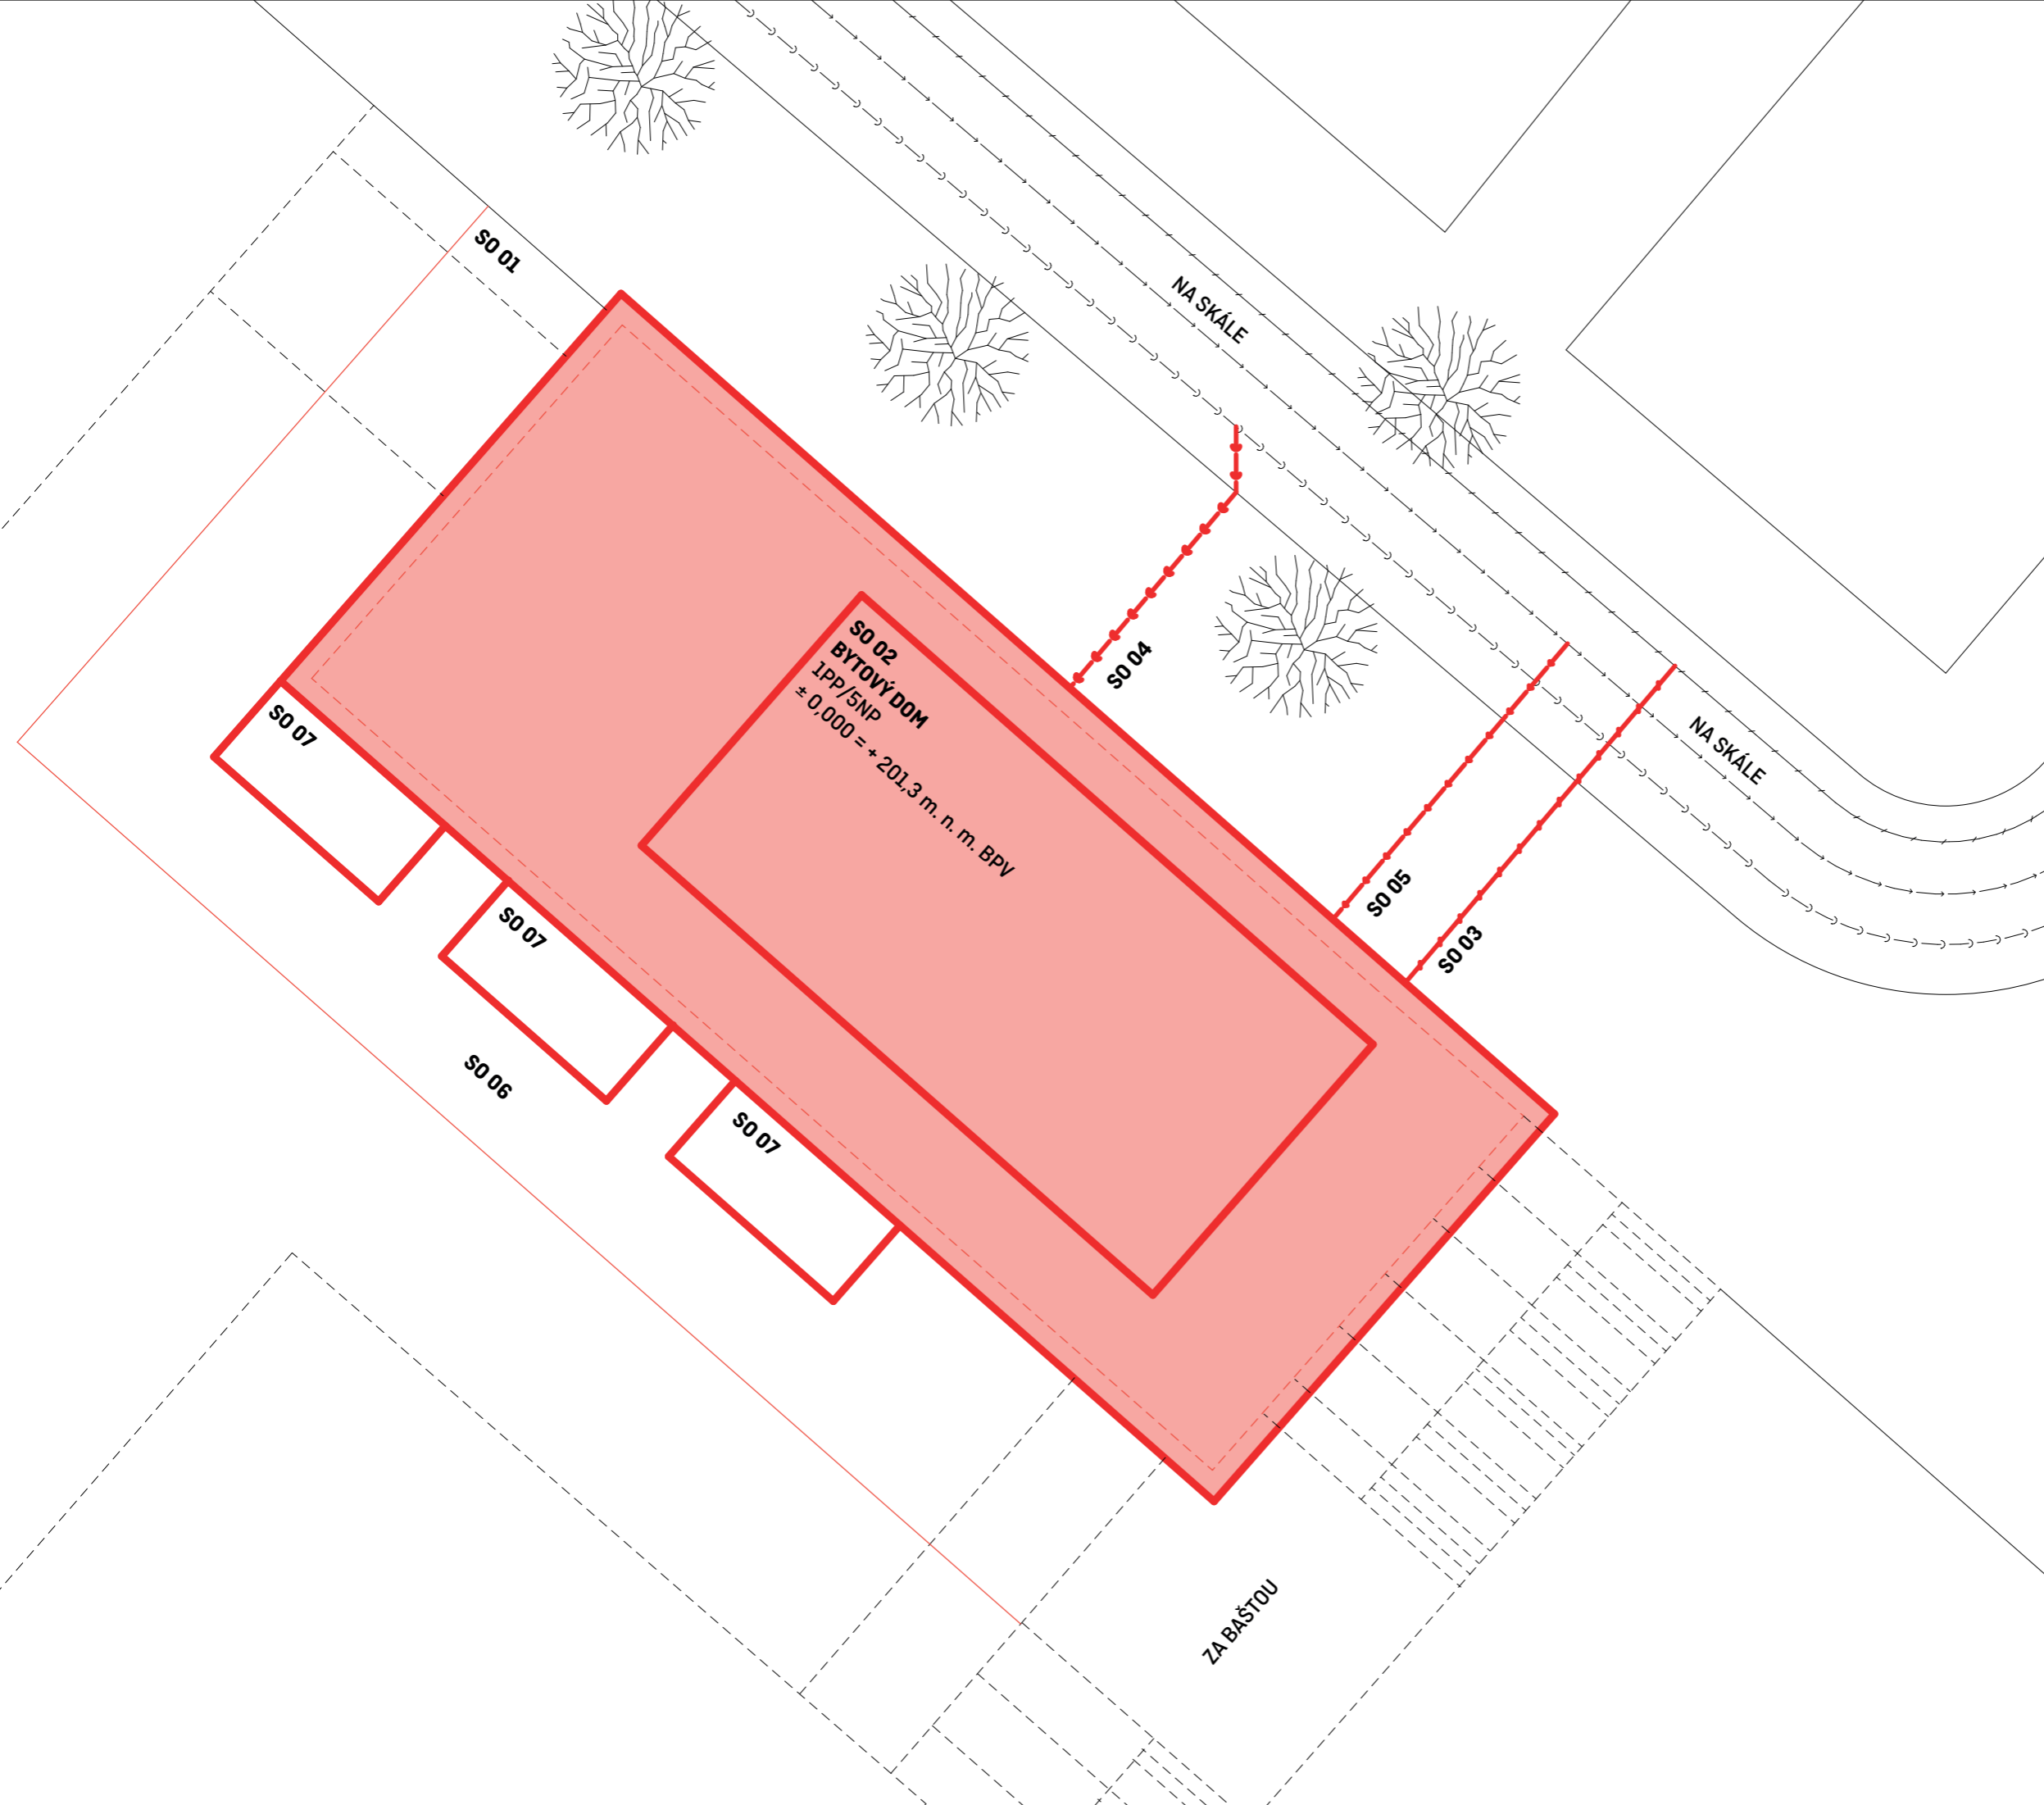 SO 01
NA SKÁLE
SO 02
BYTOVÝ DOM
1PP/5NP
± 0,000 = + 201,3 m. n. m. BPV
SO 04
SO 07
NA SKÁLE
SO 05
SO 07
SO 03
SO 06
SO 07
ZA BAŠTOU